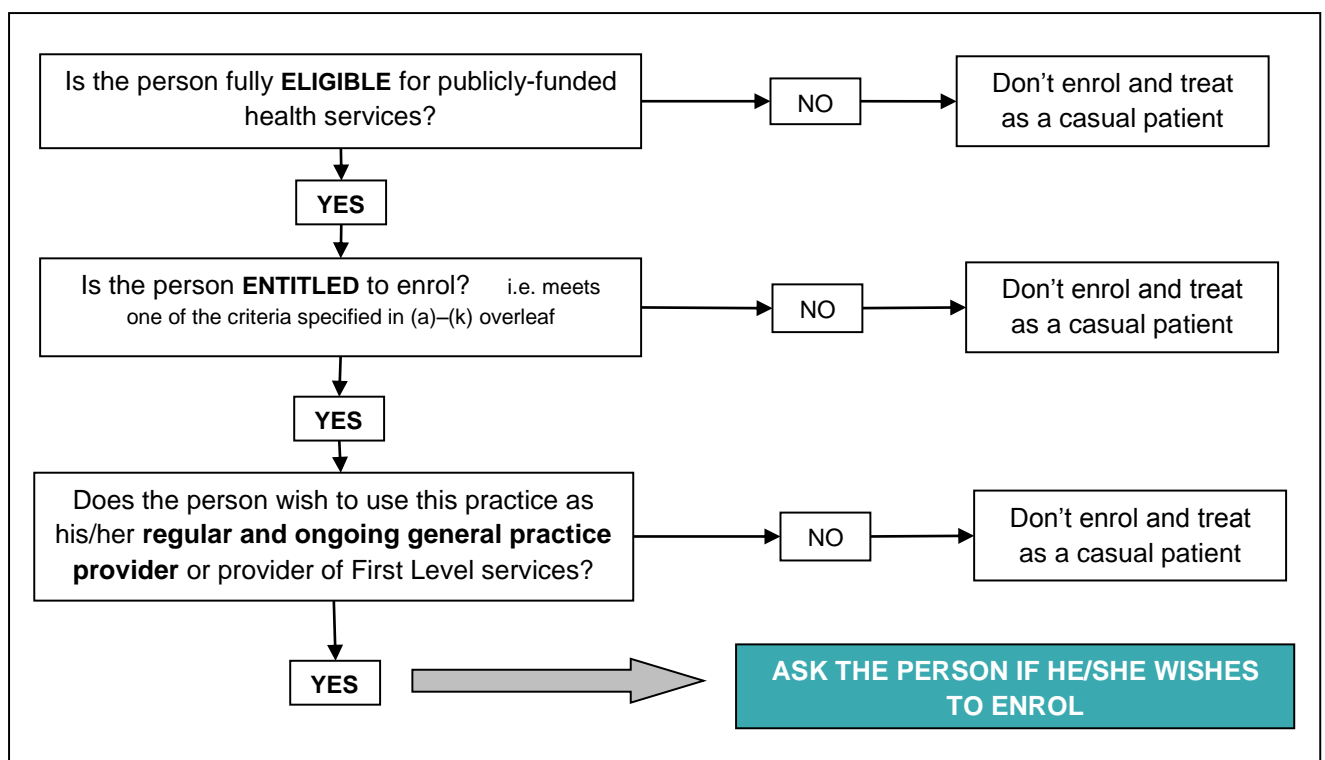 Is the person fully ELIGIBLE for publicly-funded
health services?
NO
Don’t enrol and treat
as a casual patient
YES
Is the person ENTITLED to enrol? i.e. meets
one of the criteria specified in (a)–(k) overleaf
NO
Don’t enrol and treat
as a casual patient
YES
Does the person wish to use this practice as
his/her regular and ongoing general practice
provider or provider of First Level services?
NO
Don’t enrol and treat
as a casual patient
YES
ASK THE PERSON IF HE/SHE WISHES
TO ENROL